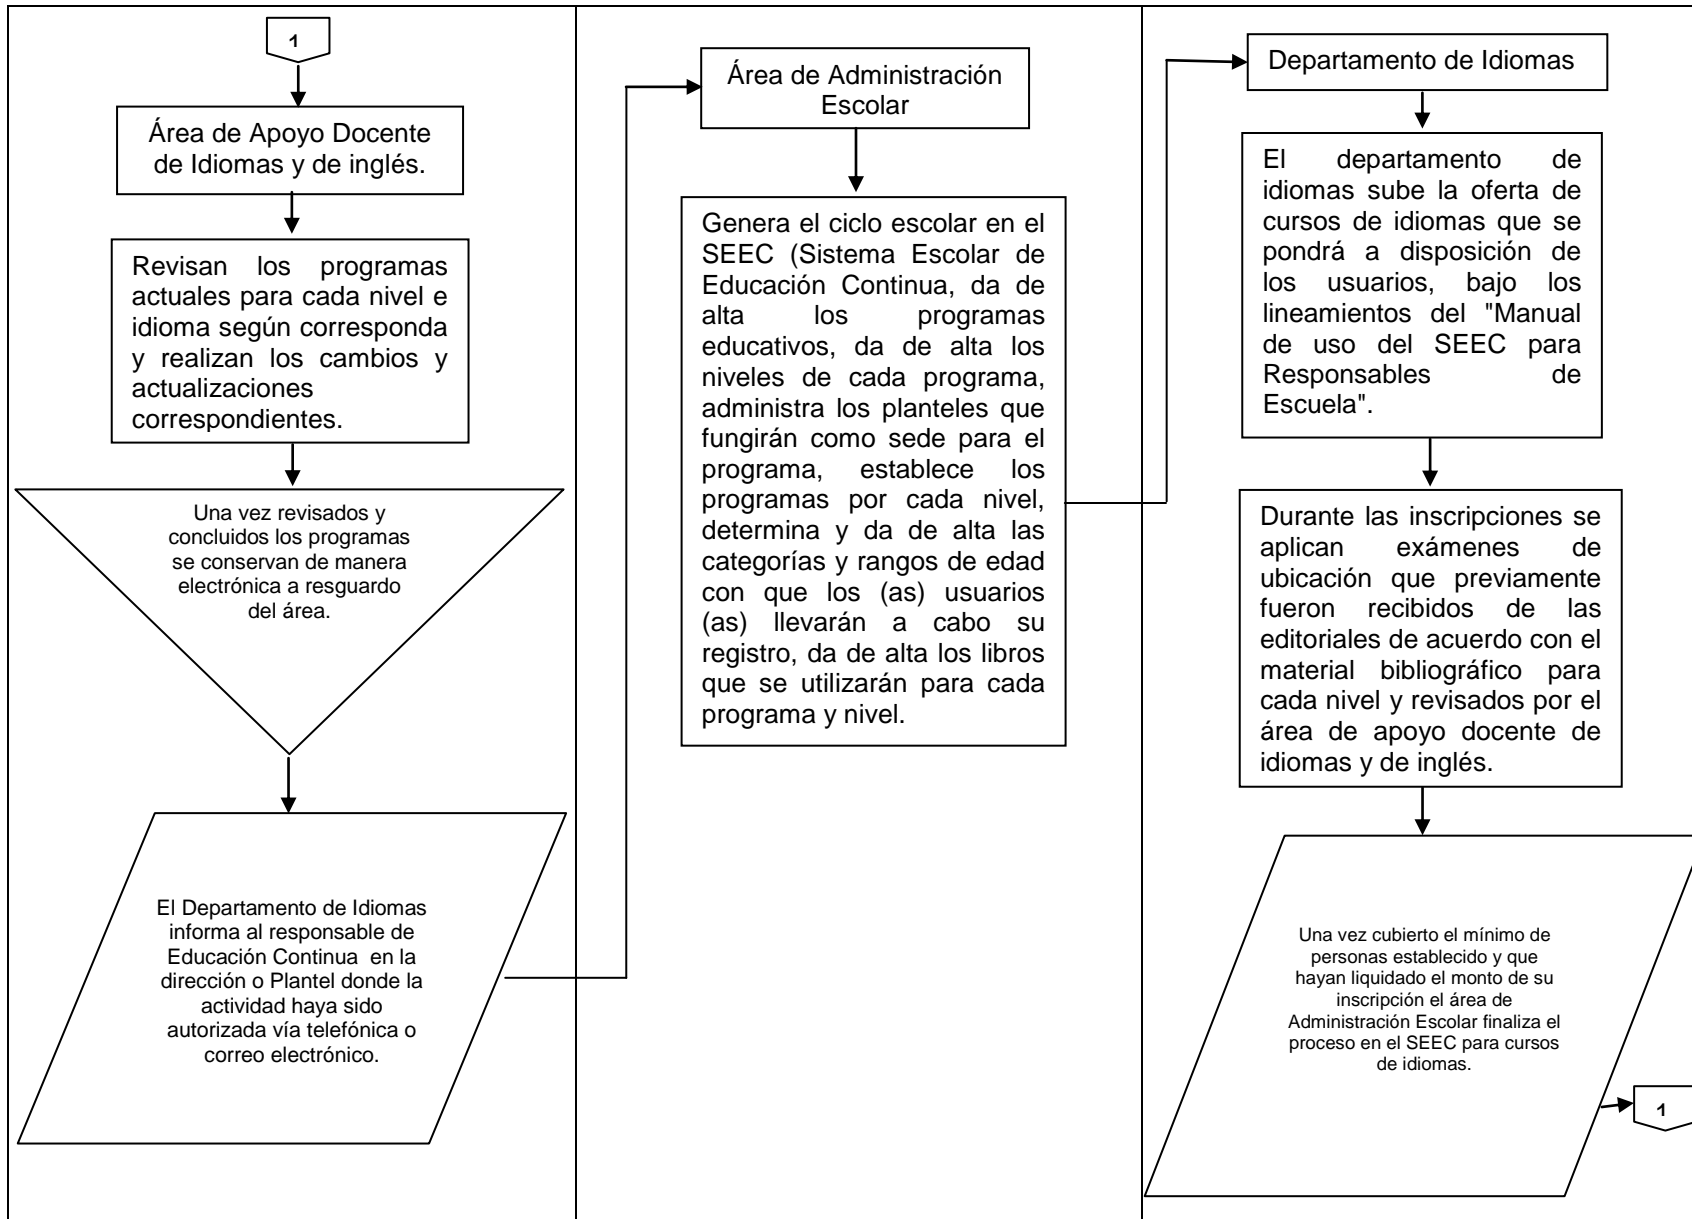 1
Área de Apoyo Docente
de Idiomas y de inglés.
Revisan los programas
actuales para cada nivel e
idioma según corresponda
y realizan los cambios y
actualizaciones
correspondientes.
Una vez revisados y
concluidos los programas
se conservan de manera
electrónica a resguardo
del área.
El Departamento de Idiomas
informa al responsable de
Educación Continua en la
dirección o Plantel donde la
actividad haya sido
autorizada vía telefónica o
correo electrónico.
Área de Administración
Escolar
Genera el ciclo escolar en el
SEEC (Sistema Escolar de
Educación Continua, da de
alta los programas
educativos, da de alta los
niveles de cada programa,
administra los planteles que
fungirán como sede para el
programa, establece los
programas por cada nivel,
determina y da de alta las
categorías y rangos de edad
con que los (as) usuarios
(as) llevarán a cabo su
registro, da de alta los libros
que se utilizarán para cada
programa y nivel.
Departamento de Idiomas
El departamento de
idiomas sube la oferta de
cursos de idiomas que se
pondrá a disposición de
los usuarios, bajo los
lineamientos del "Manual
de uso del SEEC para
Responsables de
Escuela".
Durante las inscripciones se
aplican exámenes de
ubicación que previamente
fueron recibidos de las
editoriales de acuerdo con el
material bibliográfico para
cada nivel y revisados por el
área de apoyo docente de
idiomas y de inglés.
Una vez cubierto el mínimo de
personas establecido y que
hayan liquidado el monto de su
inscripción el área de
Administración Escolar finaliza el
proceso en el SEEC para cursos
de idiomas.
1